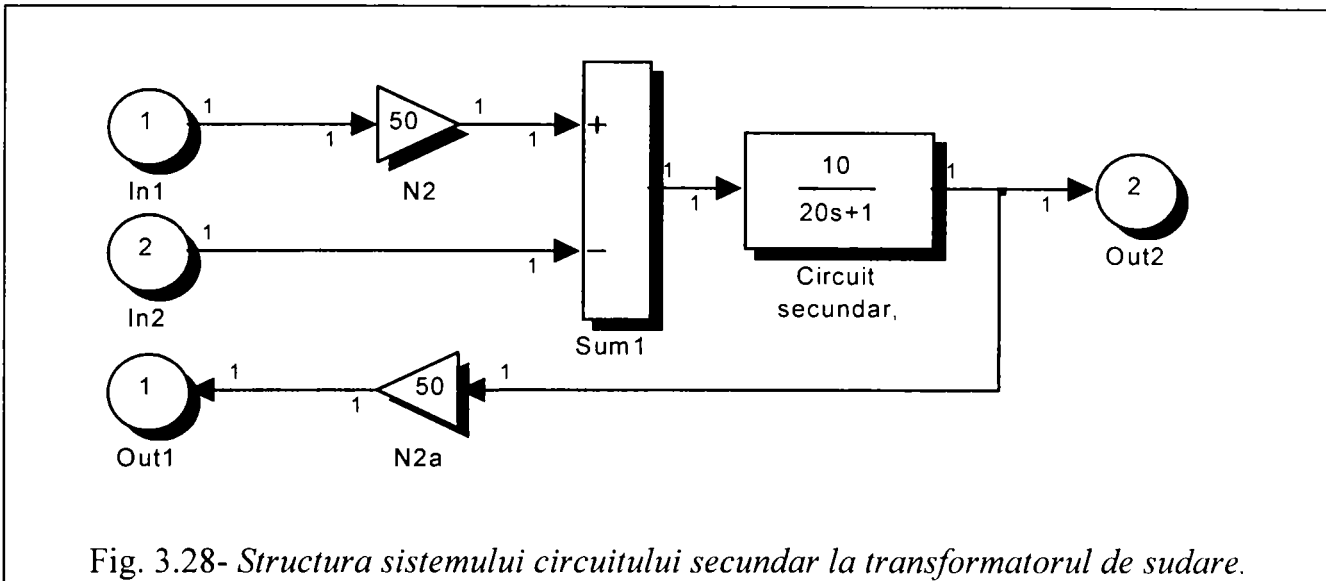 1
1
1
50
1
1
+
In1
N2
2
1
1
−
In2
Sum1
1
1
10
20s+1
1
1
Circuit
secundar,
2
Out2
1
1
1
50
1
Out1
N2a
Fig. 3.28- Structura sistemului circuitului secundar la transformatorul de sudare.